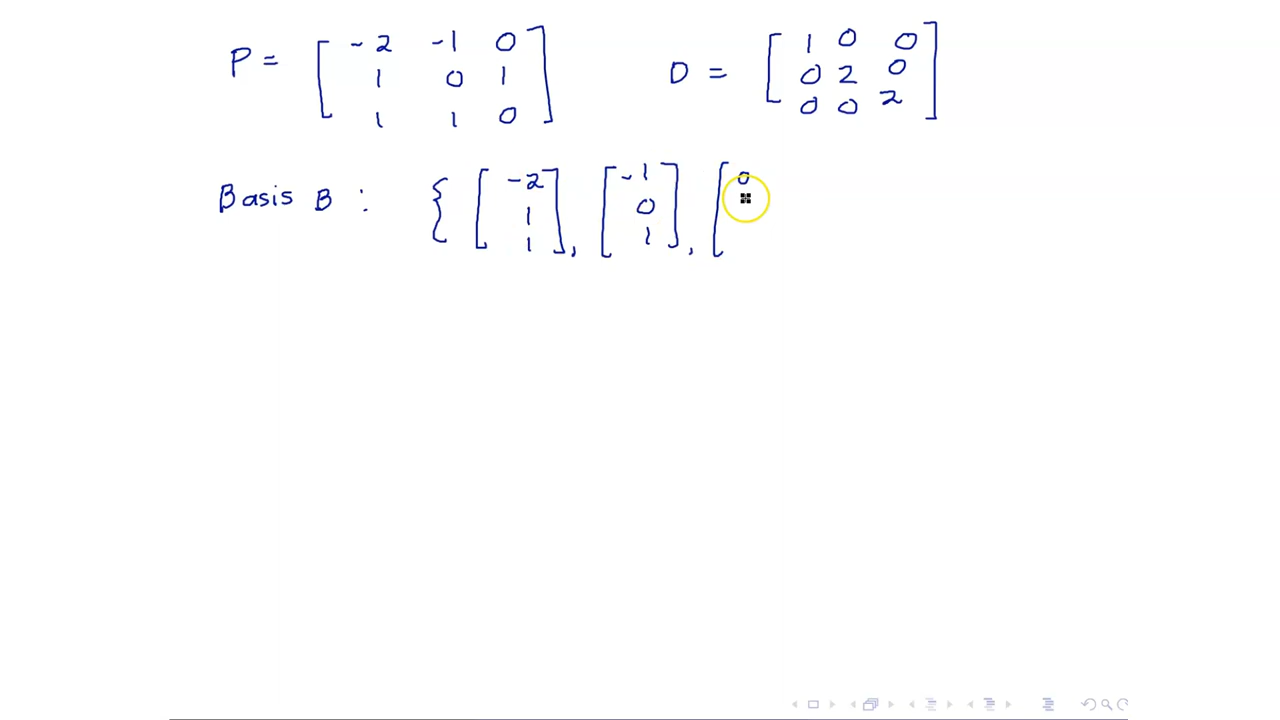 P = [ -2 -1 0     D = [ 1 0 0
1 0 1     0 2 0
1 1 0 ]     0 0 2 ]
Basis B : { [ -2 1 1 ], [ -1 0 1 ], [ 0